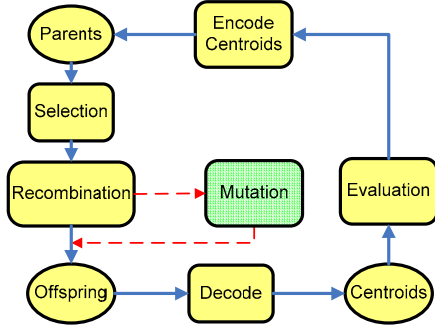 Parents
Encode
Centroids
Selection
Recombination
Mutation
Evaluation
Offspring
Decode
Centroids